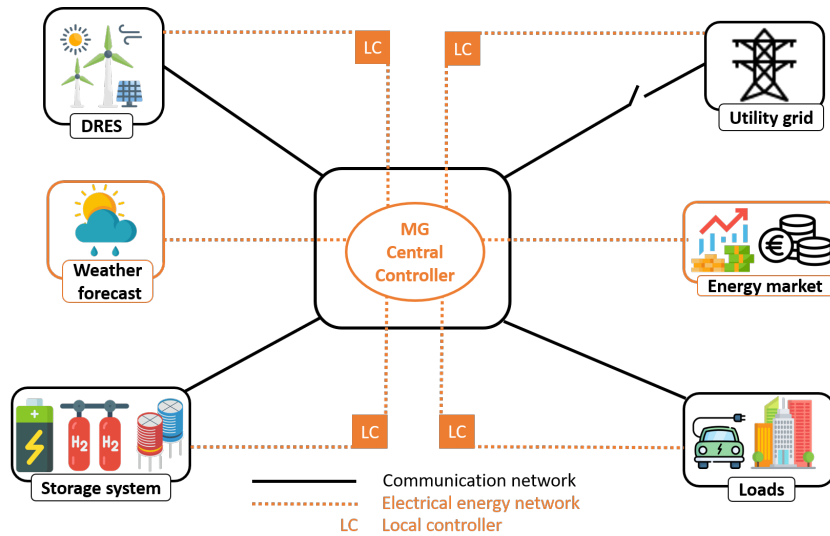 LC
LC
DRES
Utility grid
MG
Central
Controller
Weather
forecast
€
Energy market
H2
H2
LC
LC
Storage system
Loads
Communication network
Electrical energy network
LC Local controller